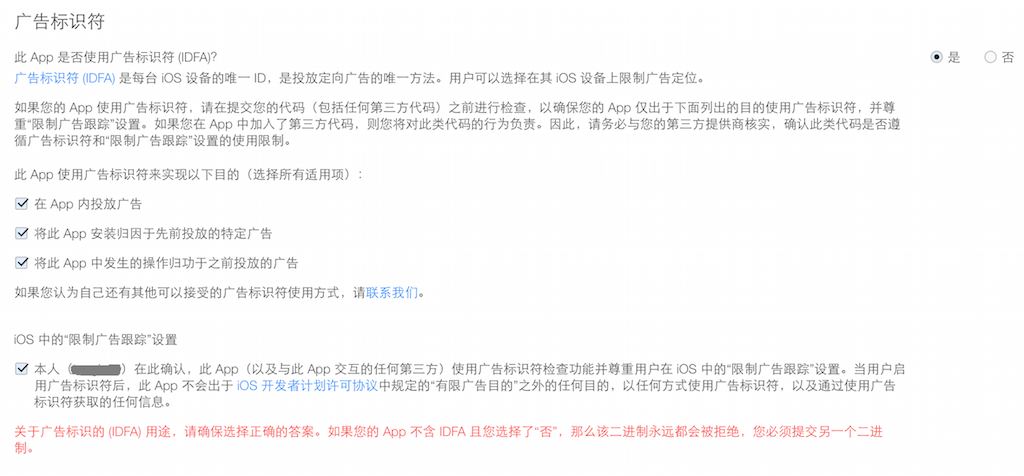 广告标识符
此 App 是否使用广告标识符 (IDFA)?
是
否
广告标识符 (IDFA) 是每台 iOS 设备的唯一 ID，是投放定向广告的唯一方法。用户可以选择在其 iOS 设备上限制广告定位。
如果您的 App 使用广告标识符，请在提交您的代码（包括任何第三方代码）之前进行检查，以确保您的 App 仅出于下面列出的目的使用广告标识符，并尊
重“限制广告跟踪”设置。如果您在 App 中加入了第三方代码，则您将对此类代码的行为负责。因此，请务必与您的第三方提供商核实，确认此类代码是否遵
循广告标识符和“限制广告跟踪”设置的使用限制。
此 App 使用广告标识符来实现以下目的（选择所有适用项）：
在 App 内投放广告
将此 App 安装归因于先前投放的特定广告
将此 App 中发生的操作归功于之前投放的广告
如果您认为自己还有其他可以接受的广告标识符使用方式，请联系我们。
iOS 中的“限制广告跟踪”设置
本人（）在此确认，此 App（以及与此 App 交互的任何第三方）使用广告标识符检查功能并尊重用户在 iOS 中的“限制广告跟踪”设置。当用户启
用广告标识符后，此 App 不会出于 iOS 开发者计划许可协议中规定的“有限广告目的”之外的任何目的，以任何方式使用广告标识符，以及通过使用广告
标识符获取的任何信息。
关于广告标识的 (IDFA) 用途，请确保选择正确的答案。如果您的 App 不含 IDFA 且您选择了“否”，那么该二进制永远都会被拒绝，您必须提交另一个二进
制。